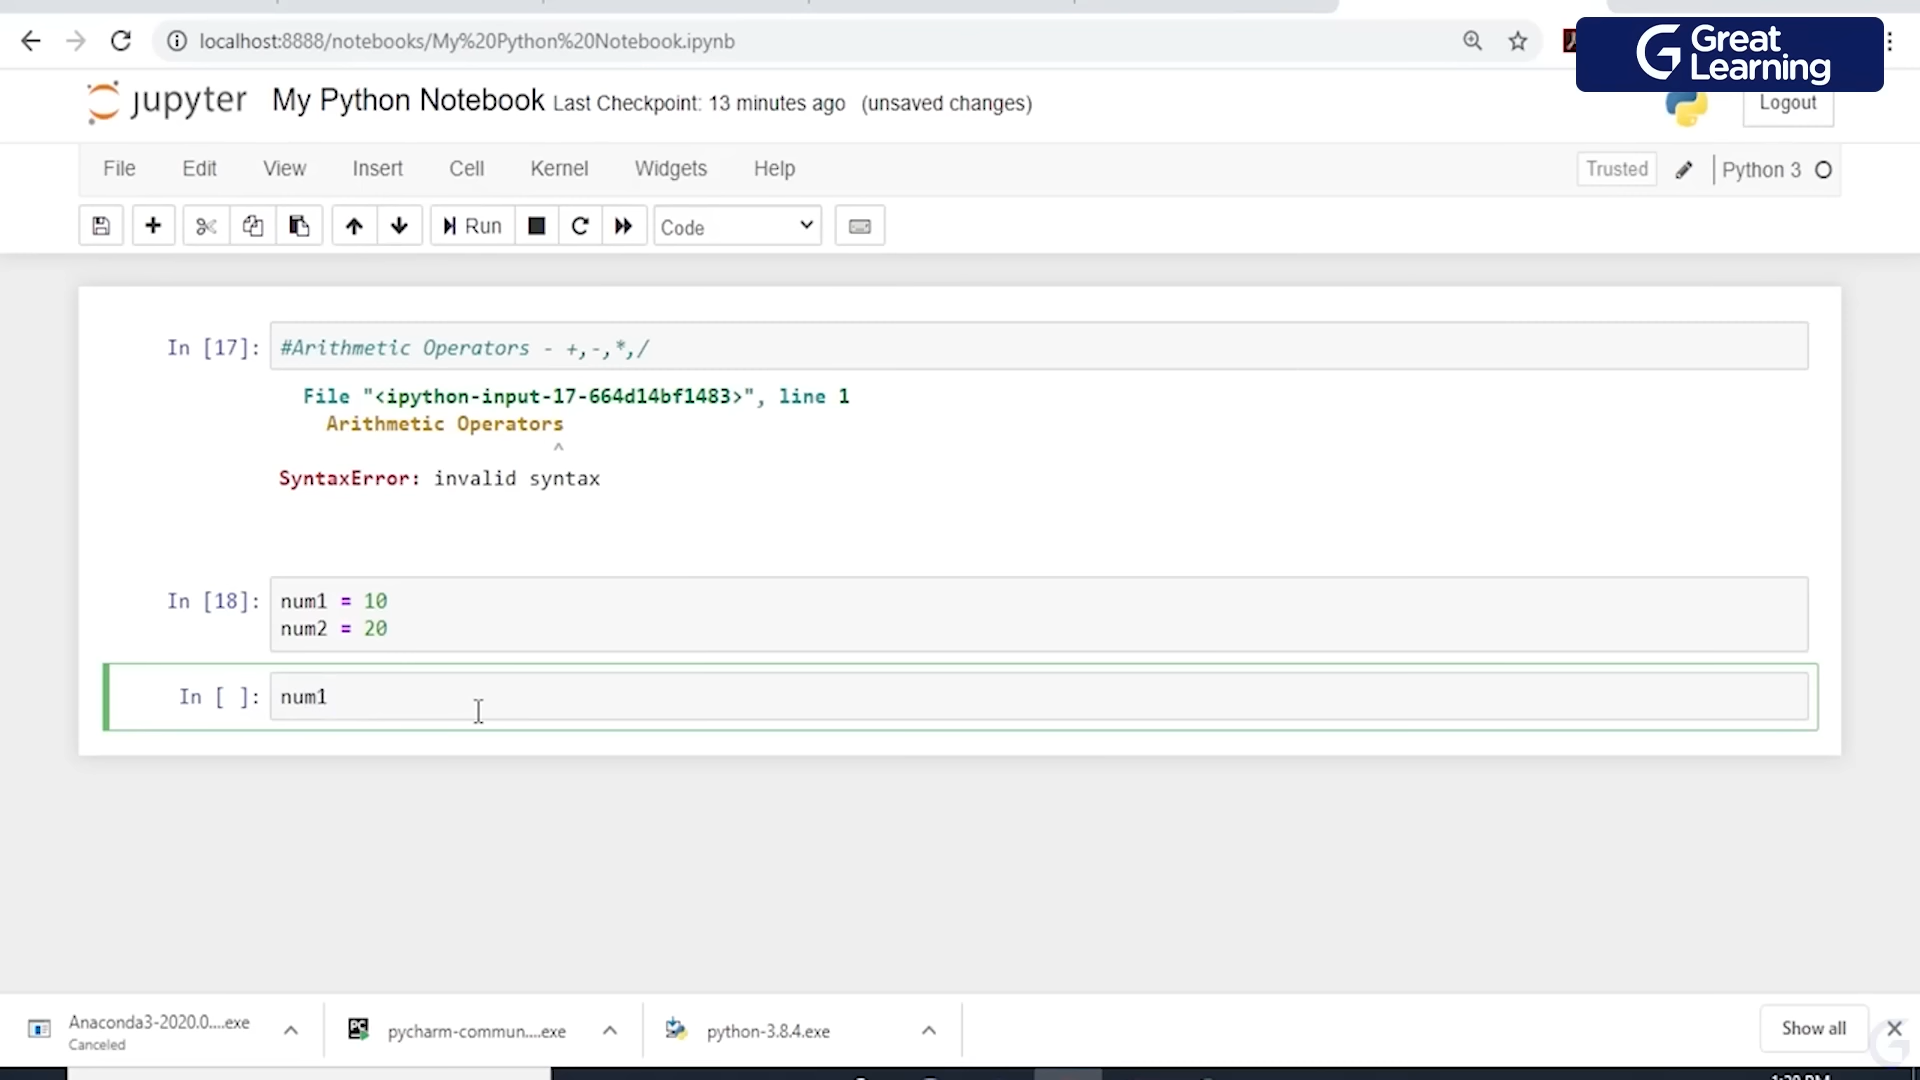 localhost:8888/notebooks/My%20Python%20Notebook.ipynb
Great Learning
jupyter My Python Notebook Last Checkpoint: 13 minutes ago (unsaved changes)
Logout
File Edit View Insert Cell Kernel Widgets Help
Trusted Python 3
Run Code
In [17]: #Arithmetic Operators - +,-,*,/
File "<ipython-input-17-664d14bf1483>", line 1
Arithmetic Operators
^
SyntaxError: invalid syntax
In [18]: num1 = 10
num2 = 20
In [ ]: num1
Anaconda3-2020.0....exe
Canceled
pycharm-commun....exe
python-3.8.4.exe
Show all